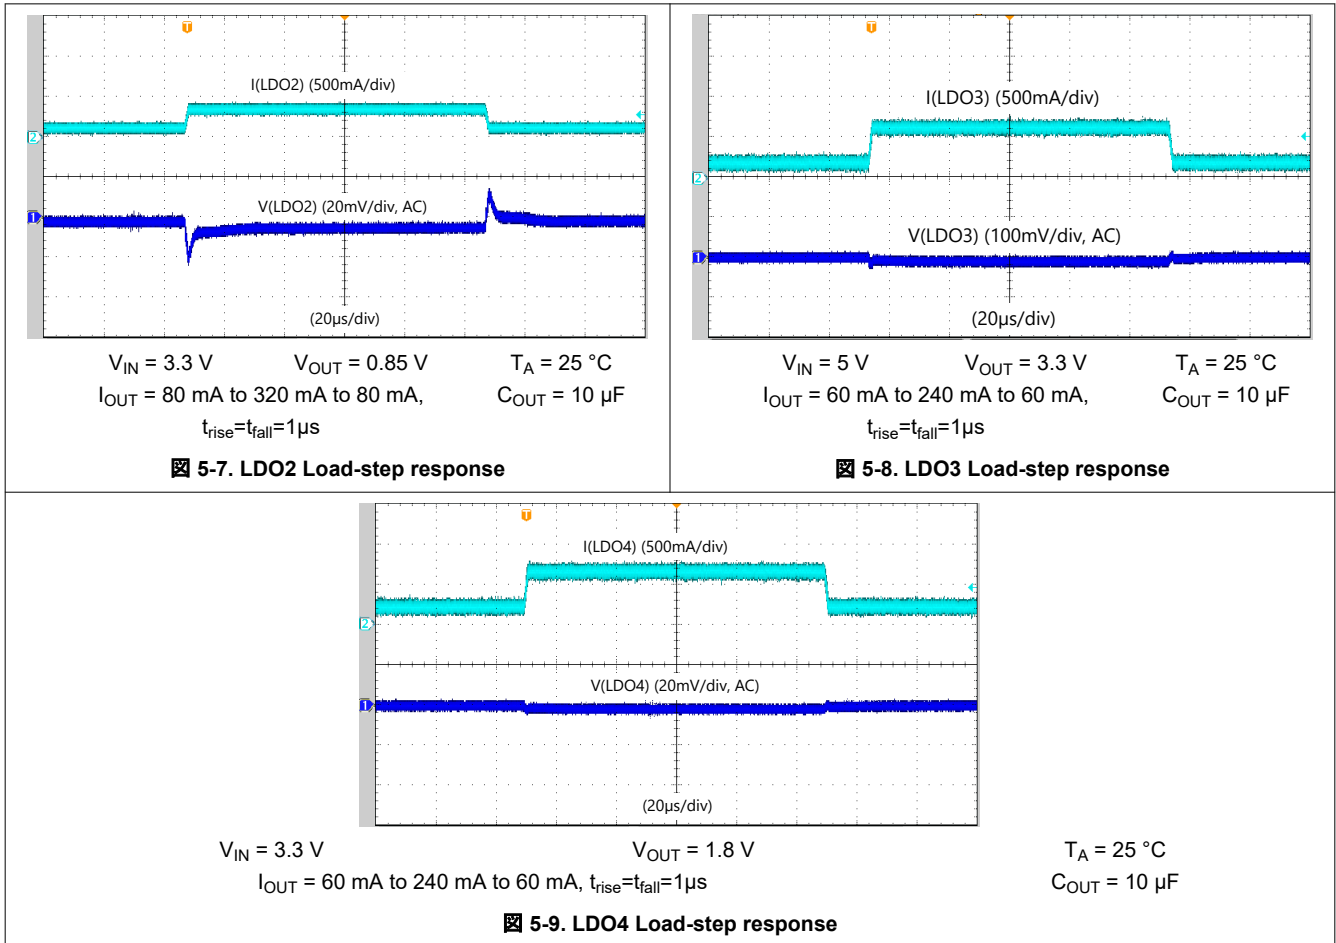 T
I(LDO2) (500mA/div)
2
V(LDO2) (20mV/div, AC)
1
(20µs/div)
V_IN = 3.3 V V_OUT = 0.85 V T_A = 25 °C
I_OUT = 80 mA to 320 mA to 80 mA, C_OUT = 10 µF
t_rise=t_fall=1µs
図 5-7. LDO2 Load-step response
T
I(LDO3) (500mA/div)
2
V(LDO3) (100mV/div, AC)
1
(20µs/div)
V_IN = 5 V V_OUT = 3.3 V T_A = 25 °C
I_OUT = 60 mA to 240 mA to 60 mA, C_OUT = 10 µF
t_rise=t_fall=1µs
図 5-8. LDO3 Load-step response
T
I(LDO4) (500mA/div)
2
V(LDO4) (20mV/div, AC)
1
(20µs/div)
V_IN = 3.3 V V_OUT = 1.8 V T_A = 25 °C
I_OUT = 60 mA to 240 mA to 60 mA, t_rise=t_fall=1µs C_OUT = 10 µF
図 5-9. LDO4 Load-step response